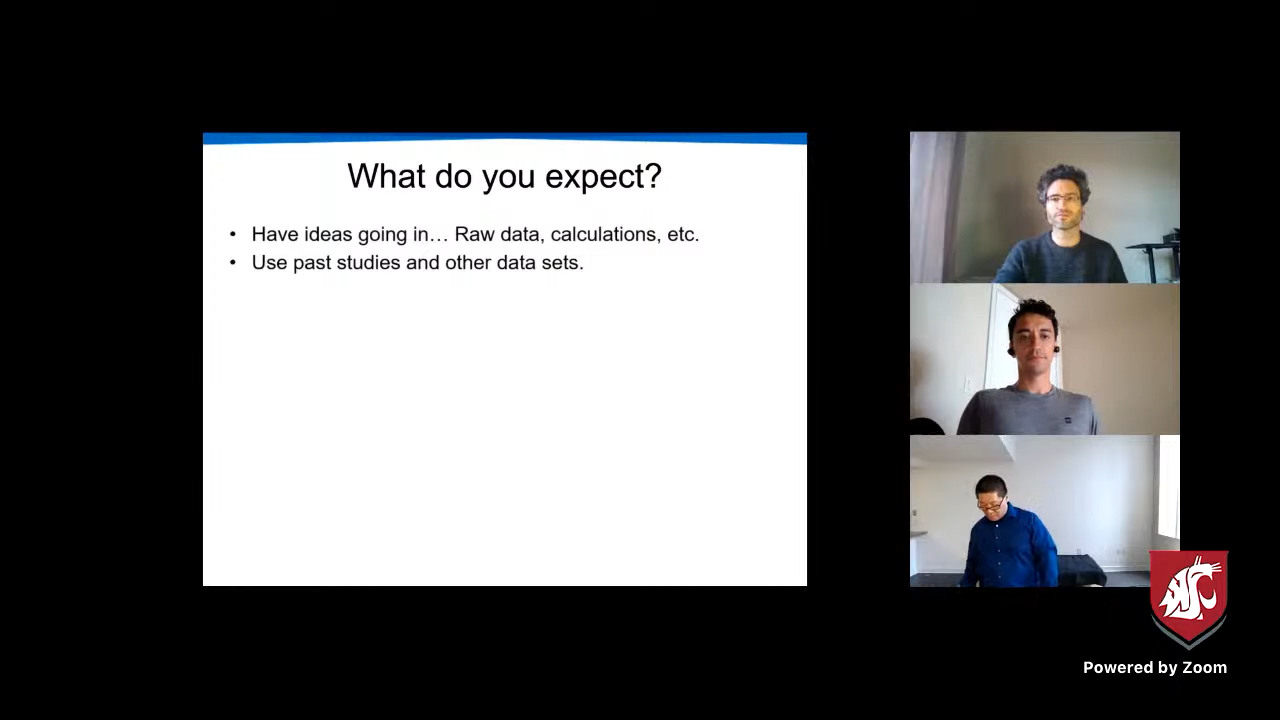 What do you expect?
• Have ideas going in… Raw data, calculations, etc.
• Use past studies and other data sets.
Powered by Zoom